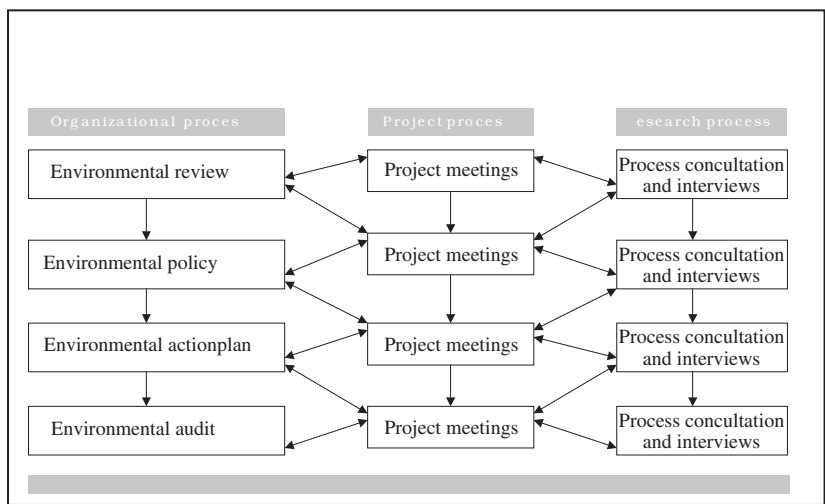 Organizational proces
Project proces
esearch process
Environmental review
Project meetings
Process concultation
and interviews
Environmental policy
Project meetings
Process concultation
and interviews
Environmental actionplan
Project meetings
Process concultation
and interviews
Environmental audit
Project meetings
Process concultation
and interviews